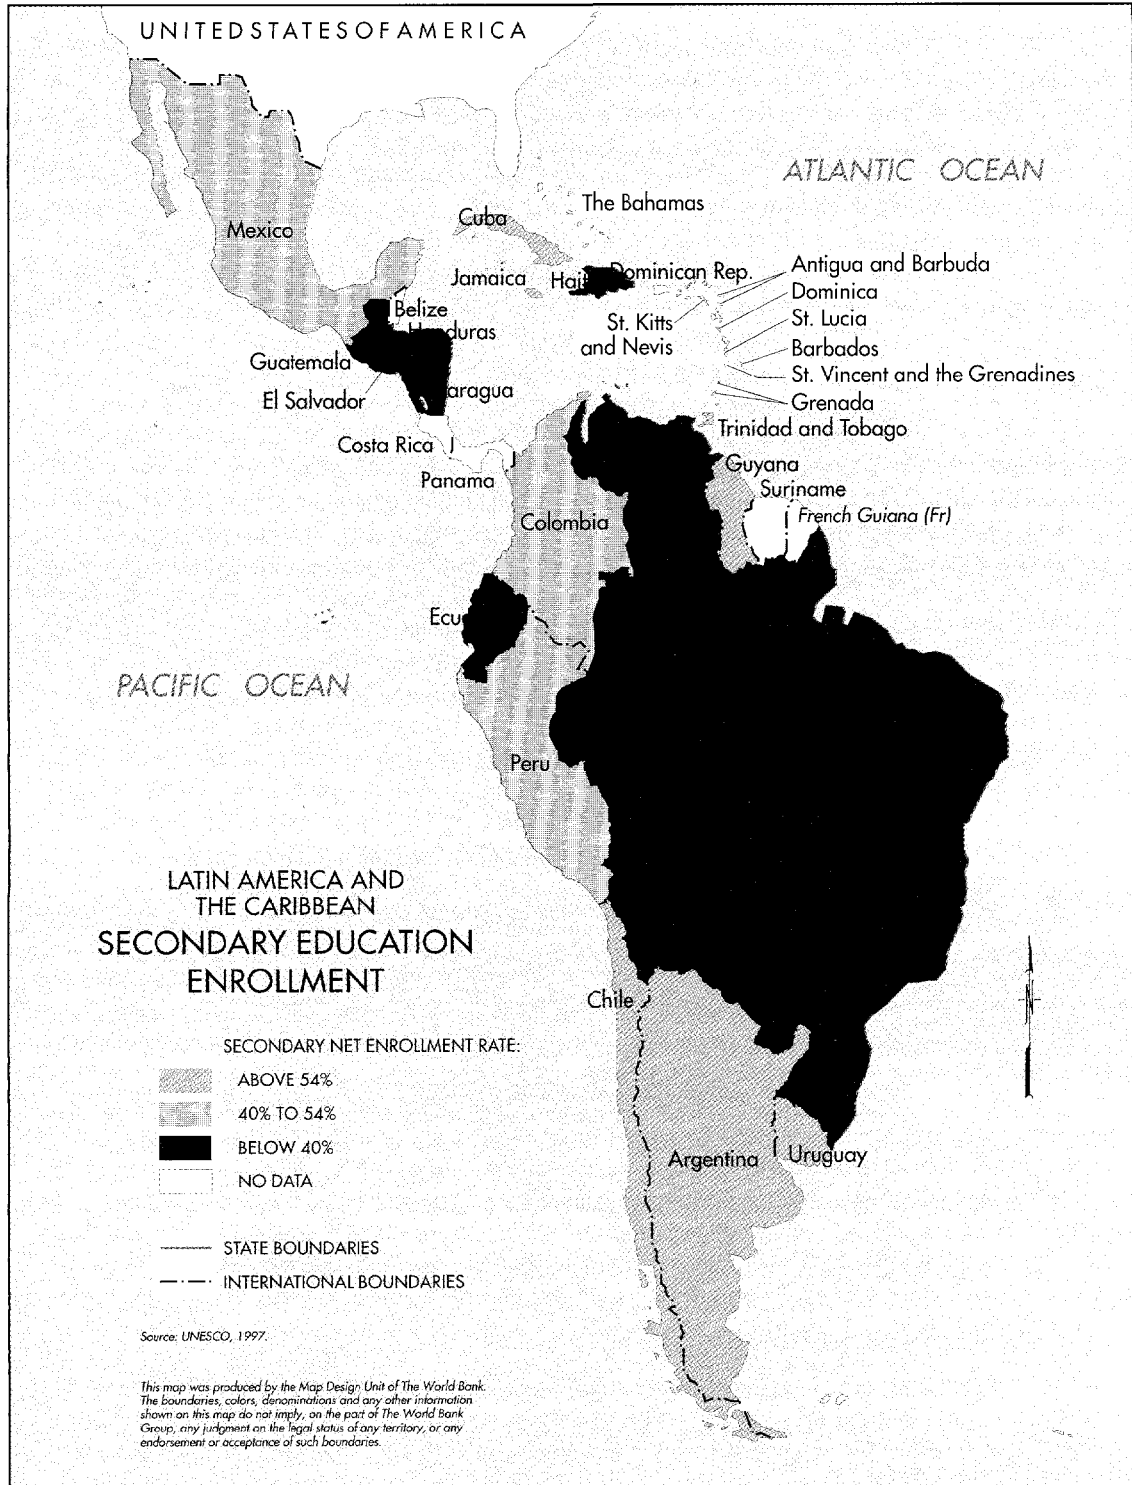 UNITED STATES OF AMERICA
ATLANTIC OCEAN
The Bahamas
Cuba
Mexico
Jamaica
Hait
Dominican Rep.
Antigua and Barbuda
Dominica
St. Lucia
Barbados
St. Vincent and the Grenadines
Grenada
St. Kitts
and Nevis
Belize
Honduras
Guatemala
El Salvador
aragua
Costa Rica
Panama
Trinidad and Tobago
Guyana
Suriname
French Guiana (Fr)
Colombia
Ecu
PACIFIC OCEAN
Peru
LATIN AMERICA AND
THE CARIBBEAN
SECONDARY EDUCATION
ENROLLMENT
Chile
N
SECONDARY NET ENROLLMENT RATE:
ABOVE 54%
40% TO 54%
BELOW 40%
NO DATA
Argentina
Uruguay
STATE BOUNDARIES
INTERNATIONAL BOUNDARIES
Source: UNESCO, 1997.
This map was produced by the Map Design Unit of The World Bank.
The boundaries, colors, denominations and any other information
shown on this map do not imply, on the part of The World Bank
Group, any judgment on the legal status of any territory, or any
endorsement or acceptance of such boundaries.